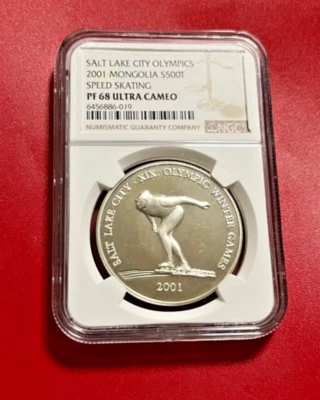 SALT LAKE CITY OLYMPICS
2001 MONGOLIA S500T
SPEED SKATING
PF 68 ULTRA CAMEO
6456886-019
NUMISMATIC GUARANTY COMPANY
NGC
SALT LAKE CITY - XIX. OLYMPIC WINTER GAMES
2001